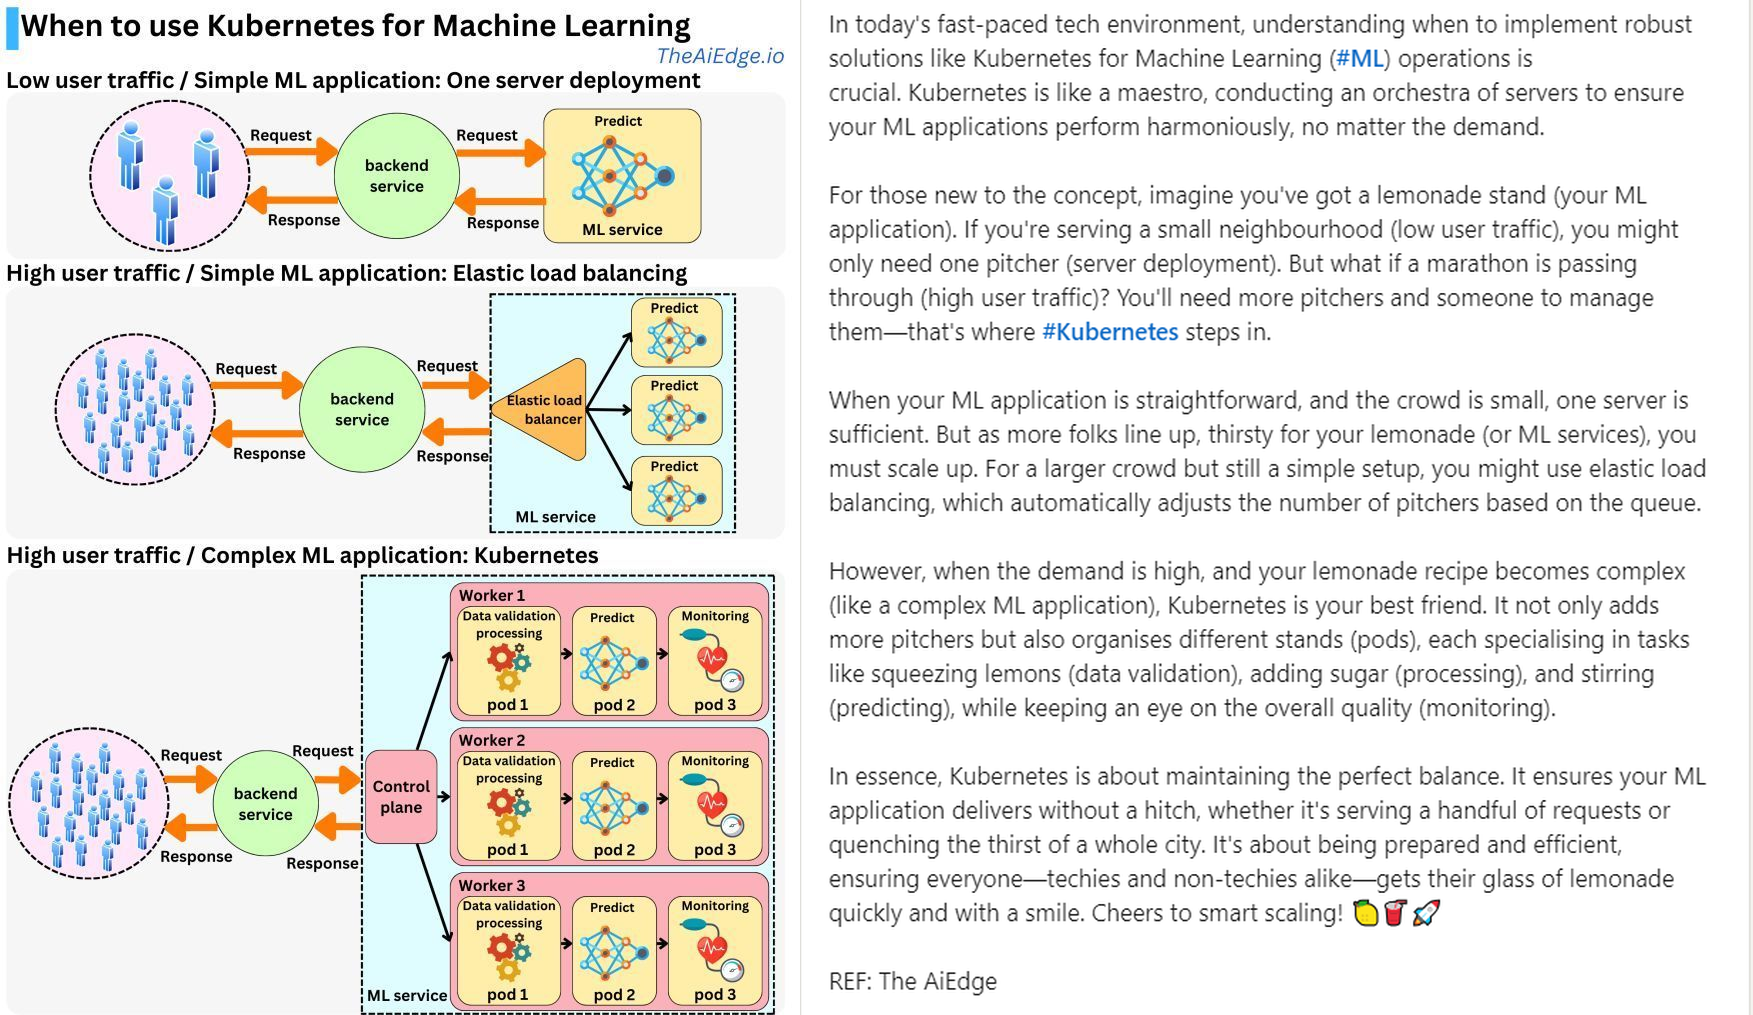 When to use Kubernetes for Machine Learning
TheAiEdge.io
Low user traffic / Simple ML application: One server deployment
Request
Response
backend
service
Request
Response
Predict
ML service
High user traffic / Simple ML application: Elastic load balancing
Request
Response
backend
service
Request
Response
Elastic load
balancer
Predict
Predict
Predict
ML service
High user traffic / Complex ML application: Kubernetes
Request
Response
backend
service
Request
Response
Control
plane
Worker 1
Data validation
processing
pod 1
Predict
pod 2
Monitoring
pod 3
Worker 2
Data validation
processing
pod 1
Predict
pod 2
Monitoring
pod 3
Worker 3
Data validation
processing
pod 1
Predict
pod 2
Monitoring
pod 3
ML service
In today's fast-paced tech environment, understanding when to implement robust
solutions like Kubernetes for Machine Learning (#ML) operations is
crucial. Kubernetes is like a maestro, conducting an orchestra of servers to ensure
your ML applications perform harmoniously, no matter the demand.
For those new to the concept, imagine you've got a lemonade stand (your ML
application). If you're serving a small neighbourhood (low user traffic), you might
only need one pitcher (server deployment). But what if a marathon is passing
through (high user traffic)? You'll need more pitchers and someone to manage
them—that's where #Kubernetes steps in.
When your ML application is straightforward, and the crowd is small, one server is
sufficient. But as more folks line up, thirsty for your lemonade (or ML services), you
must scale up. For a larger crowd but still a simple setup, you might use elastic load
balancing, which automatically adjusts the number of pitchers based on the queue.
However, when the demand is high, and your lemonade recipe becomes complex
(like a complex ML application), Kubernetes is your best friend. It not only adds
more pitchers but also organises different stands (pods), each specialising in tasks
like squeezing lemons (data validation), adding sugar (processing), and stirring
(predicting), while keeping an eye on the overall quality (monitoring).
In essence, Kubernetes is about maintaining the perfect balance. It ensures your ML
application delivers without a hitch, whether it's serving a handful of requests or
quenching the thirst of a whole city. It's about being prepared and efficient,
ensuring everyone—techies and non-techies alike—gets their glass of lemonade
quickly and with a smile. Cheers to smart scaling! 🍋🥤🚀
REF: The AiEdge